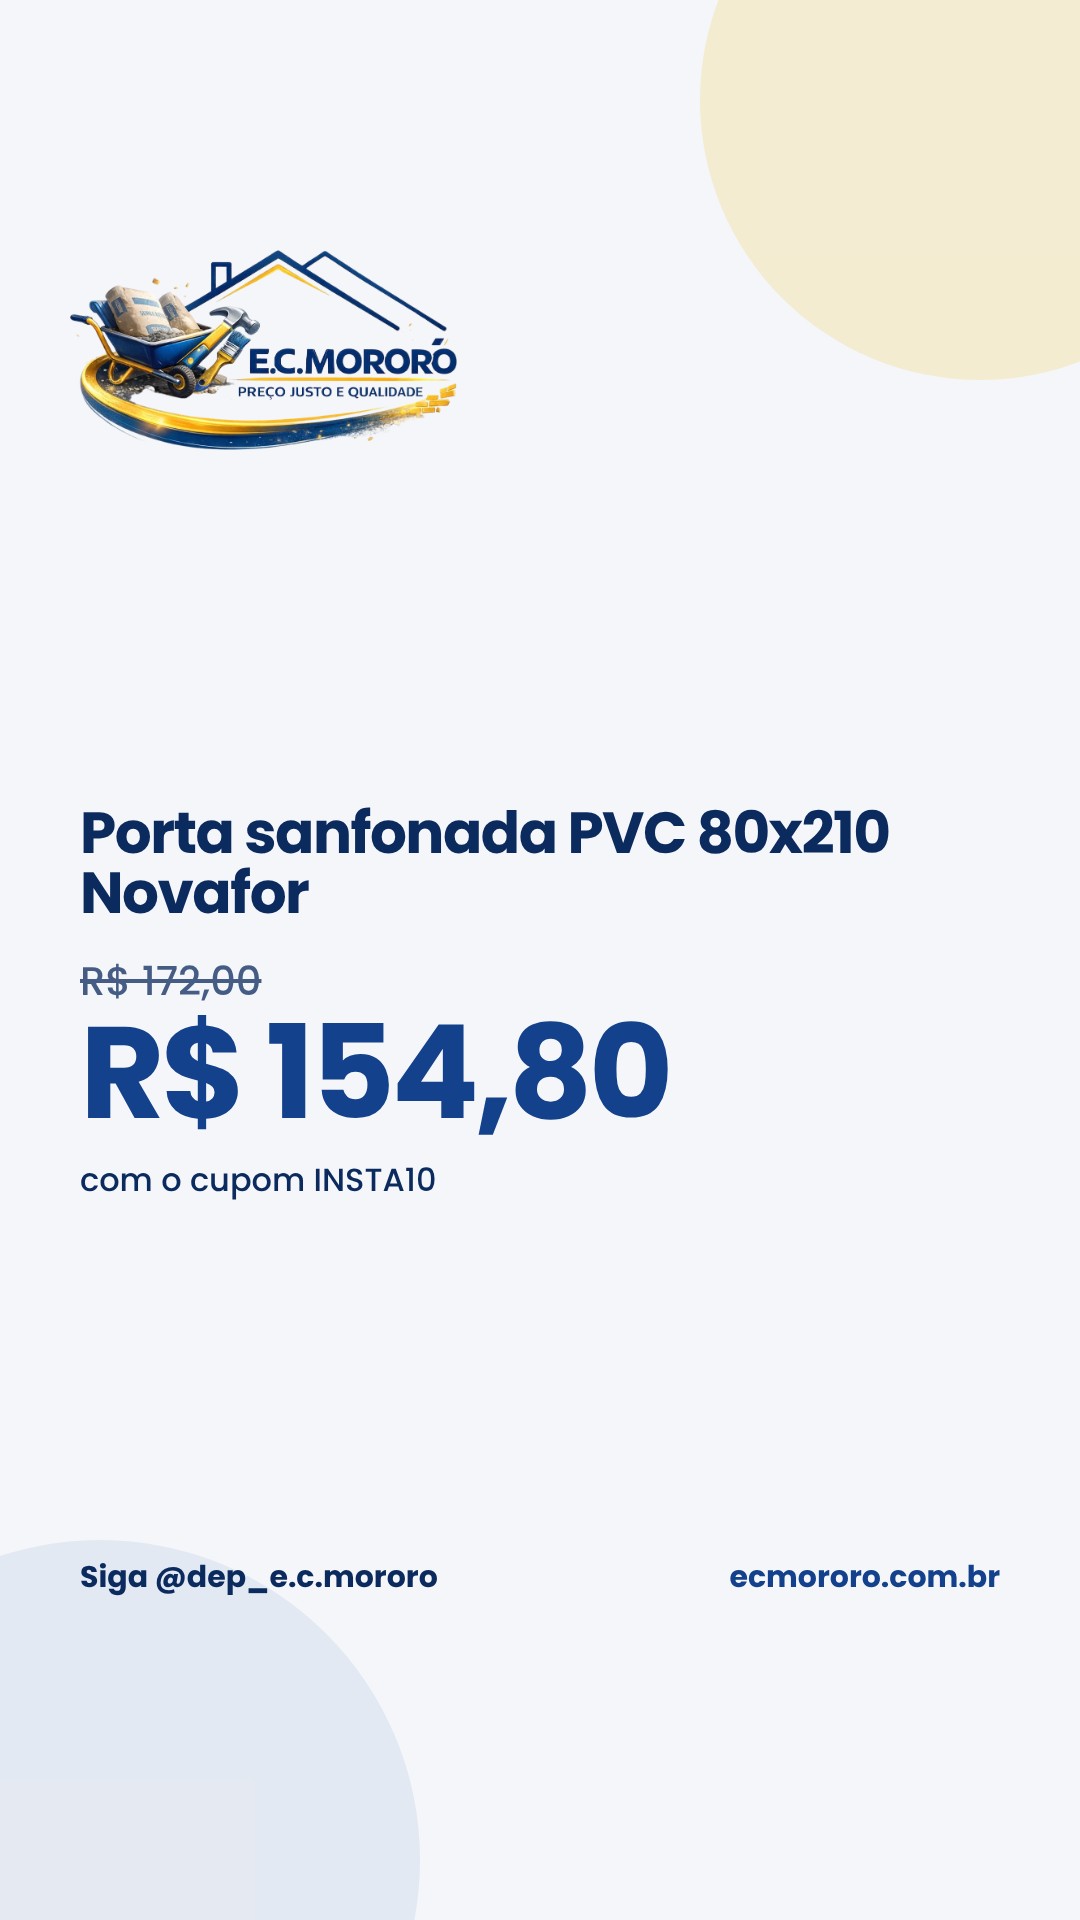 E.C.MORORÓ
PREÇO JUSTO E QUALIDADE
Porta sanfonada PVC 80x210
Novafor
R$ 172,00
R$ 154,80
com o cupom INSTA10
Siga @dep_e.c.mororo
ecmororo.com.br